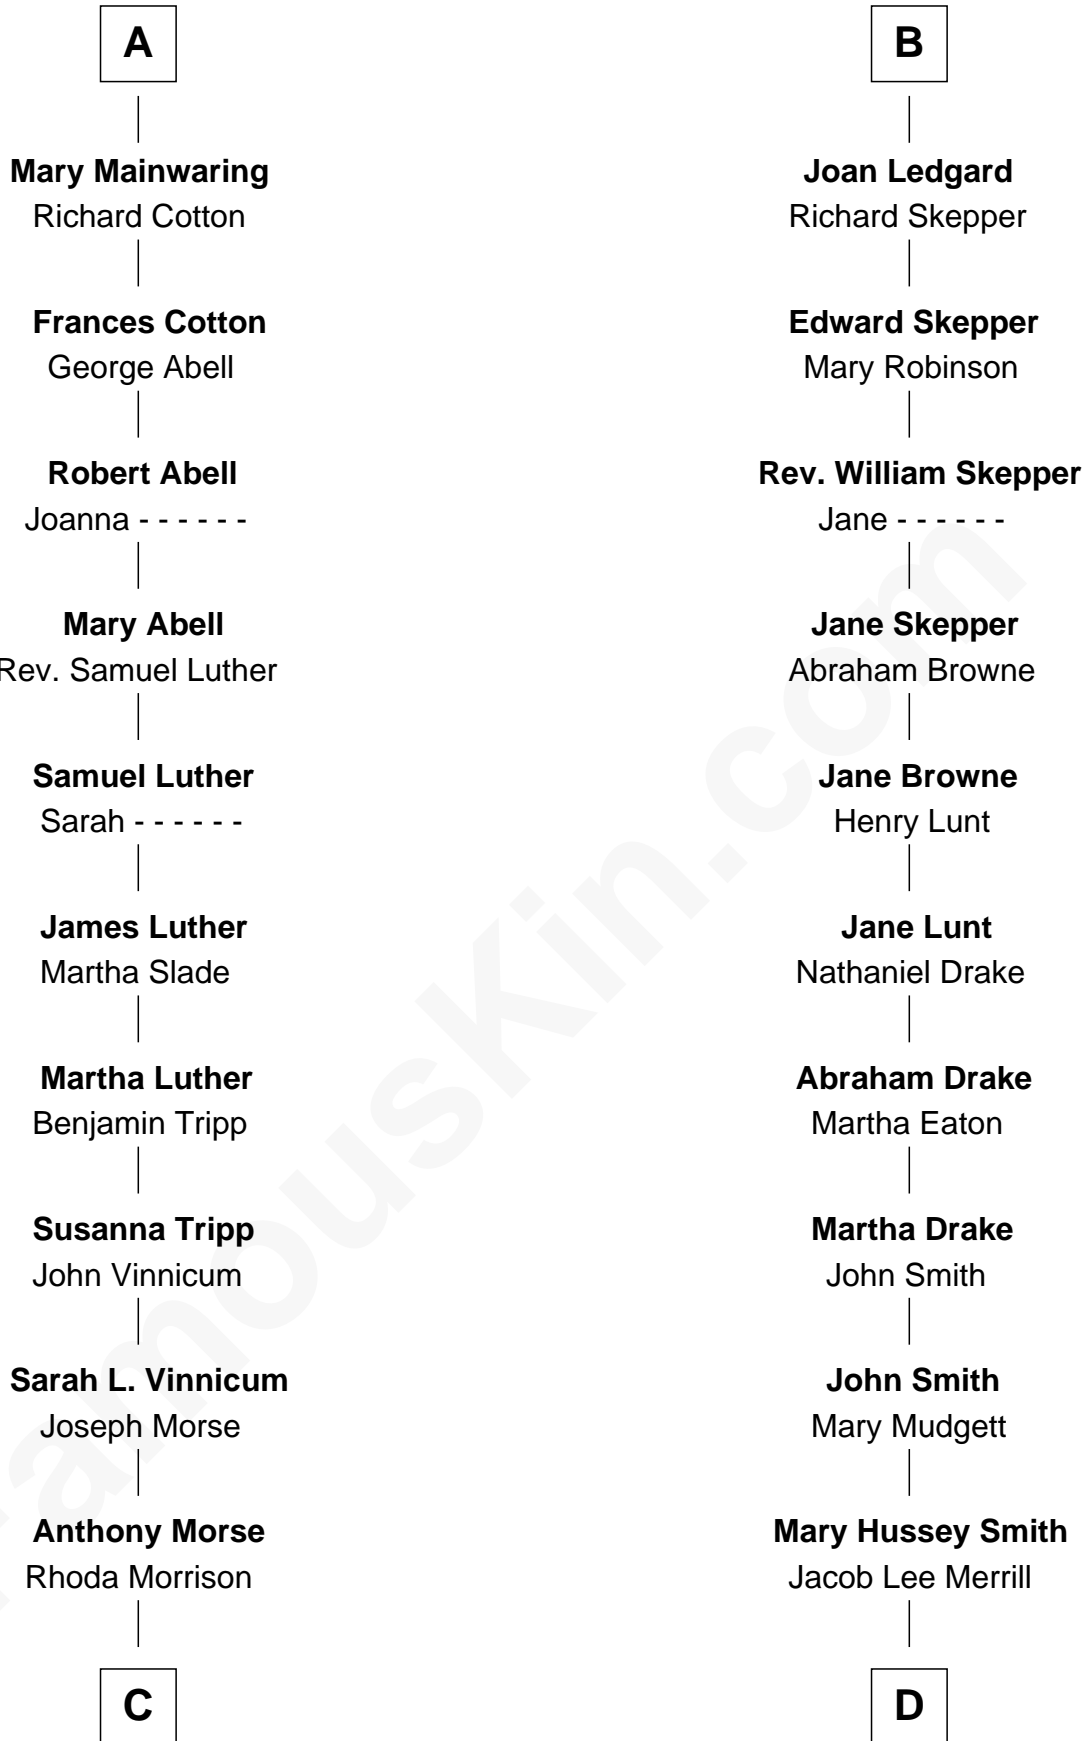 A
Mary Mainwaring
Richard Cotton
Frances Cotton
George Abell
Robert Abell
Joanna - - - - - -
Mary Abell
Rev. Samuel Luther
Samuel Luther
Sarah - - - - - -
James Luther
Martha Slade
Martha Luther
Benjamin Tripp
Susanna Tripp
John Vinnicum
Sarah L. Vinnicum
Joseph Morse
Anthony Morse
Rhoda Morrison
C
B
Joan Ledgard
Richard Skepper
Edward Skepper
Mary Robinson
Rev. William Skepper
Jane - - - - - -
Jane Skepper
Abraham Browne
Jane Browne
Henry Lunt
Jane Lunt
Nathaniel Drake
Abraham Drake
Martha Eaton
Martha Drake
John Smith
John Smith
Mary Mudgett
Mary Hussey Smith
Jacob Lee Merrill
D
FamousKin.com